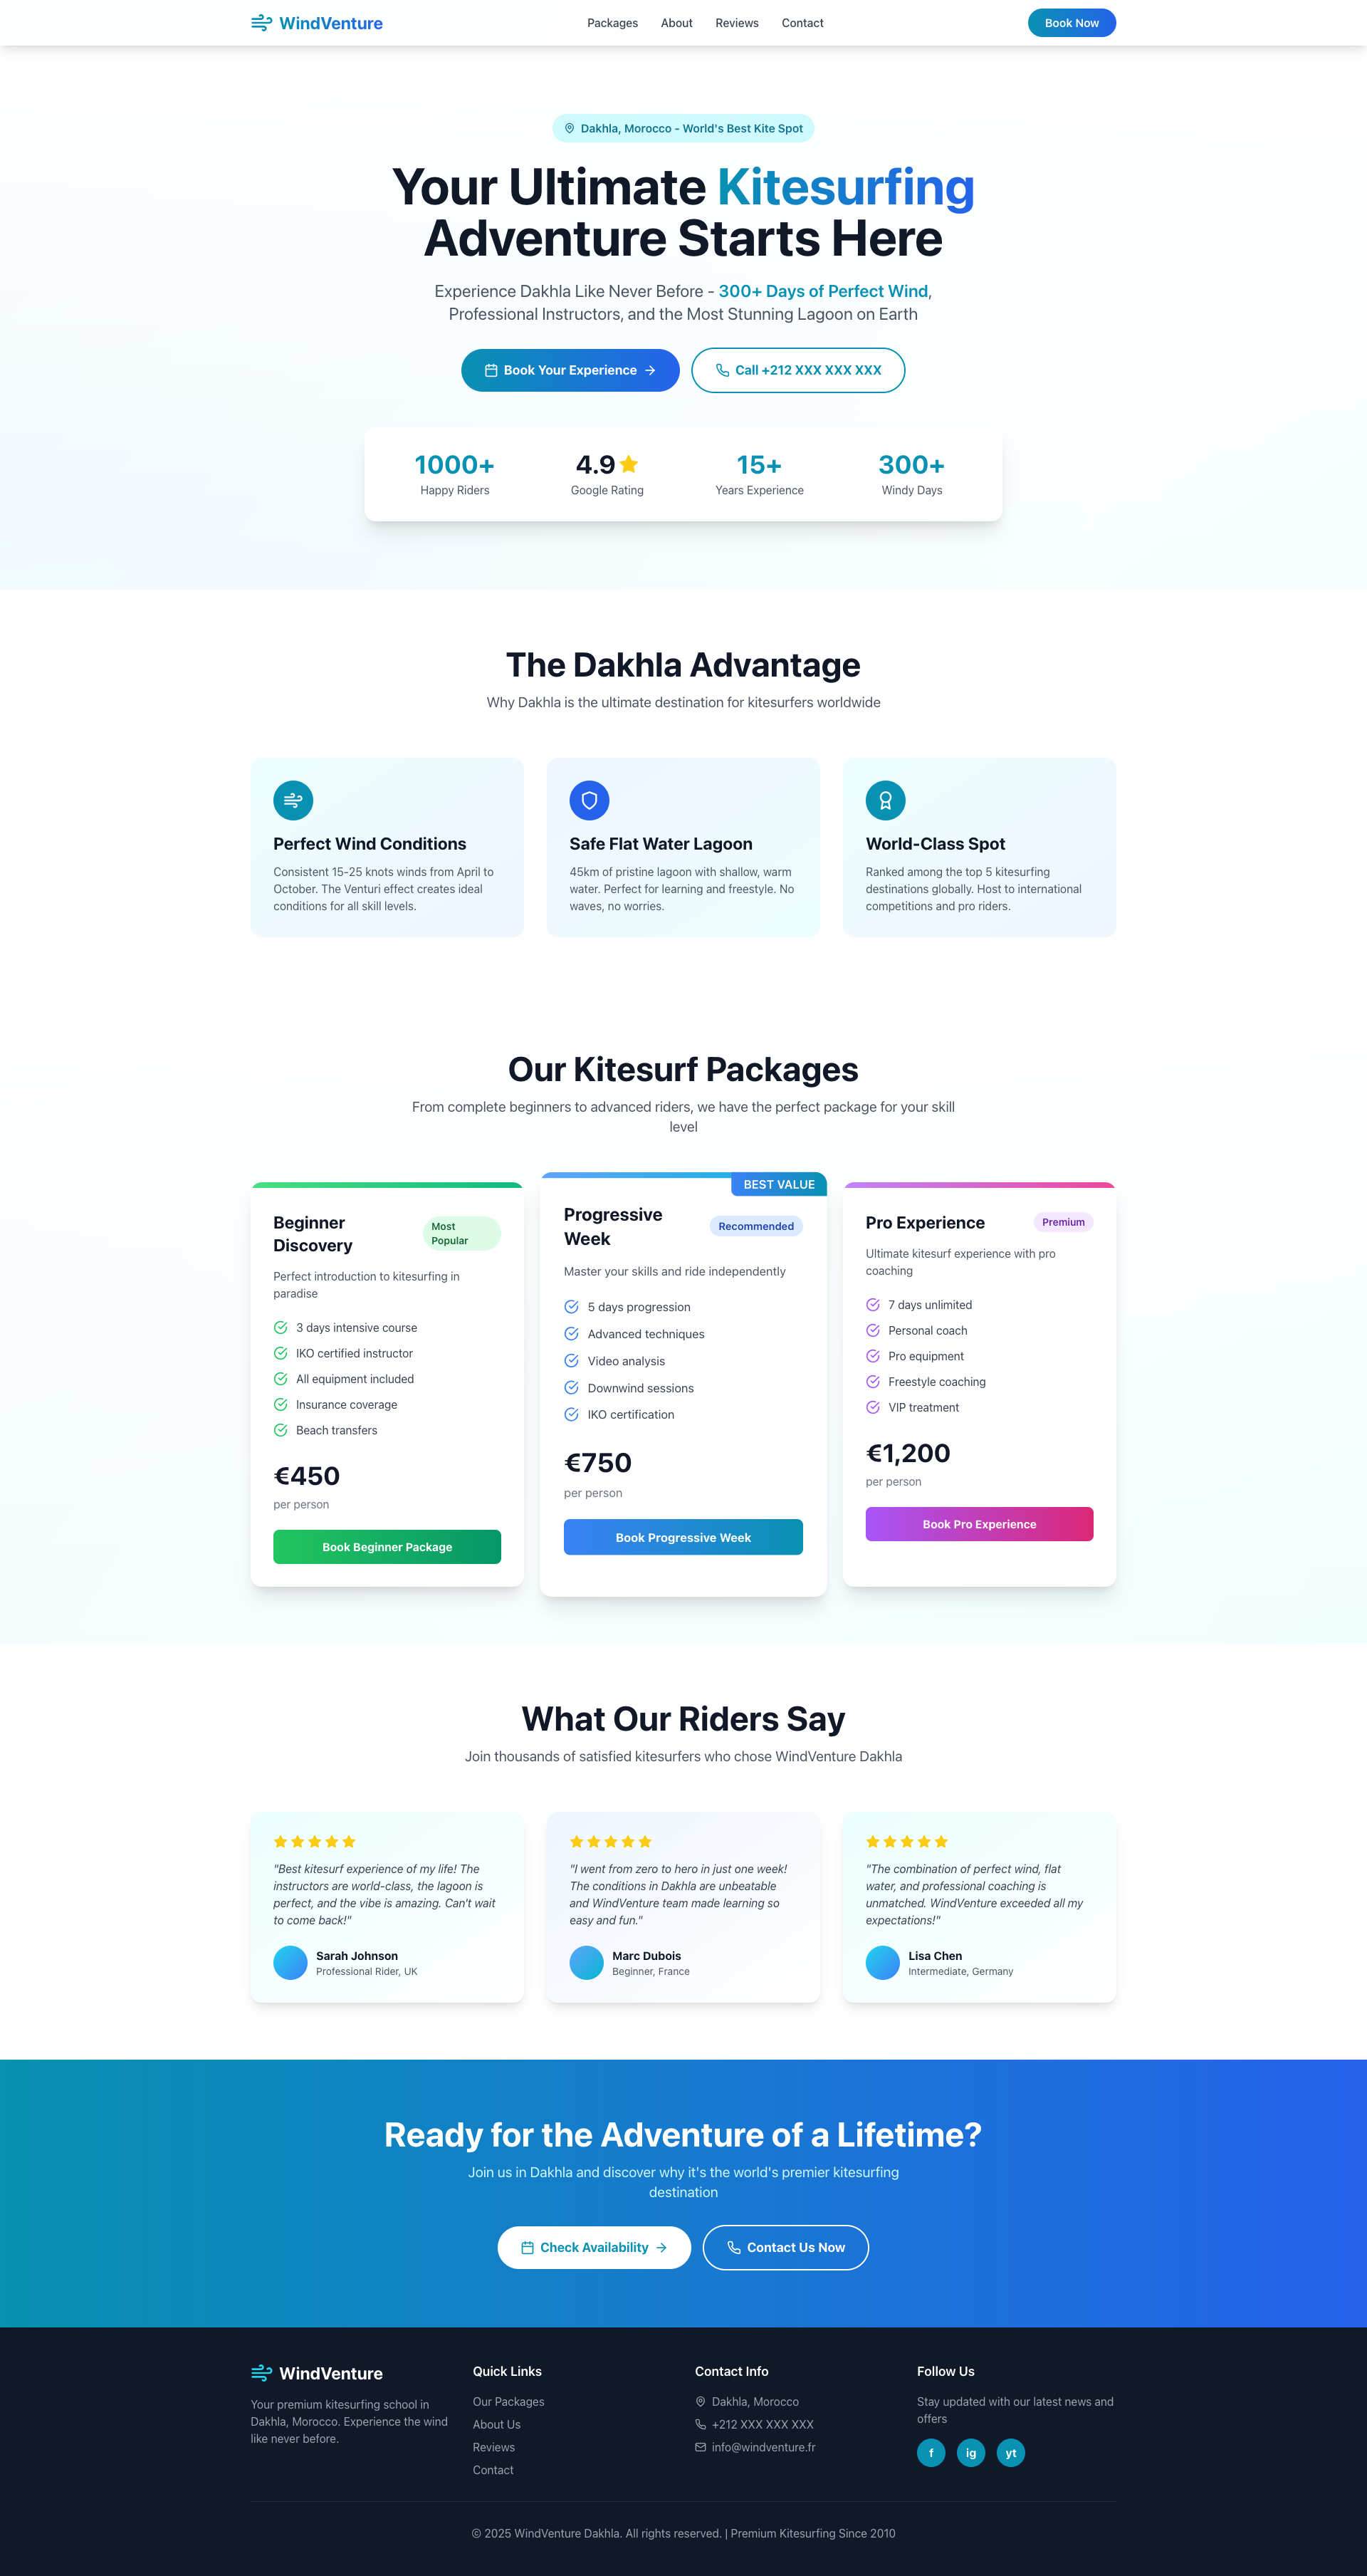 WindVenture
Packages
About
Reviews
Contact
Book Now
Dakhla, Morocco - World's Best Kite Spot
Your Ultimate Kitesurfing
Adventure Starts Here
Experience Dakhla Like Never Before - 300+ Days of Perfect Wind,
Professional Instructors, and the Most Stunning Lagoon on Earth
Book Your Experience
Call +212 XXX XXX XXX
1000+
Happy Riders
4.9
Google Rating
15+
Years Experience
300+
Windy Days
The Dakhla Advantage
Why Dakhla is the ultimate destination for kitesurfers worldwide
Perfect Wind Conditions
Consistent 15-25 knots winds from April to
October. The Venturi effect creates ideal
conditions for all skill levels.
Safe Flat Water Lagoon
45km of pristine lagoon with shallow, warm
water. Perfect for learning and freestyle. No
waves, no worries.
World-Class Spot
Ranked among the top 5 kitesurfing
destinations globally. Host to international
competitions and pro riders.
Our Kitesurf Packages
From complete beginners to advanced riders, we have the perfect package for your skill
level
Beginner
Discovery
Most
Popular
Perfect introduction to kitesurfing in
paradise
3 days intensive course
IKO certified instructor
All equipment included
Insurance coverage
Beach transfers
€450
per person
Book Beginner Package
BEST VALUE
Progressive
Week
Recommended
Master your skills and ride independently
5 days progression
Advanced techniques
Video analysis
Downwind sessions
IKO certification
€750
per person
Book Progressive Week
Pro Experience
Premium
Ultimate kitesurf experience with pro
coaching
7 days unlimited
Personal coach
Pro equipment
Freestyle coaching
VIP treatment
€1,200
per person
Book Pro Experience
What Our Riders Say
Join thousands of satisfied kitesurfers who chose WindVenture Dakhla
"Best kitesurf experience of my life! The
instructors are world-class, the lagoon is
perfect, and the vibe is amazing. Can't wait
to come back!"
Sarah Johnson
Professional Rider, UK
"I went from zero to hero in just one week!
The conditions in Dakhla are unbeatable
and WindVenture team made learning so
easy and fun."
Marc Dubois
Beginner, France
"The combination of perfect wind, flat
water, and professional coaching is
unmatched. WindVenture exceeded all my
expectations!"
Lisa Chen
Intermediate, Germany
Ready for the Adventure of a Lifetime?
Join us in Dakhla and discover why it's the world's premier kitesurfing
destination
Check Availability
Contact Us Now
WindVenture
Your premium kitesurfing school in
Dakhla, Morocco. Experience the wind
like never before.
Quick Links
Our Packages
About Us
Reviews
Contact
Contact Info
Dakhla, Morocco
+212 XXX XXX XXX
info@windventure.fr
Follow Us
Stay updated with our latest news and
offers
f
ig
yt
© 2025 WindVenture Dakhla. All rights reserved. | Premium Kitesurfing Since 2010